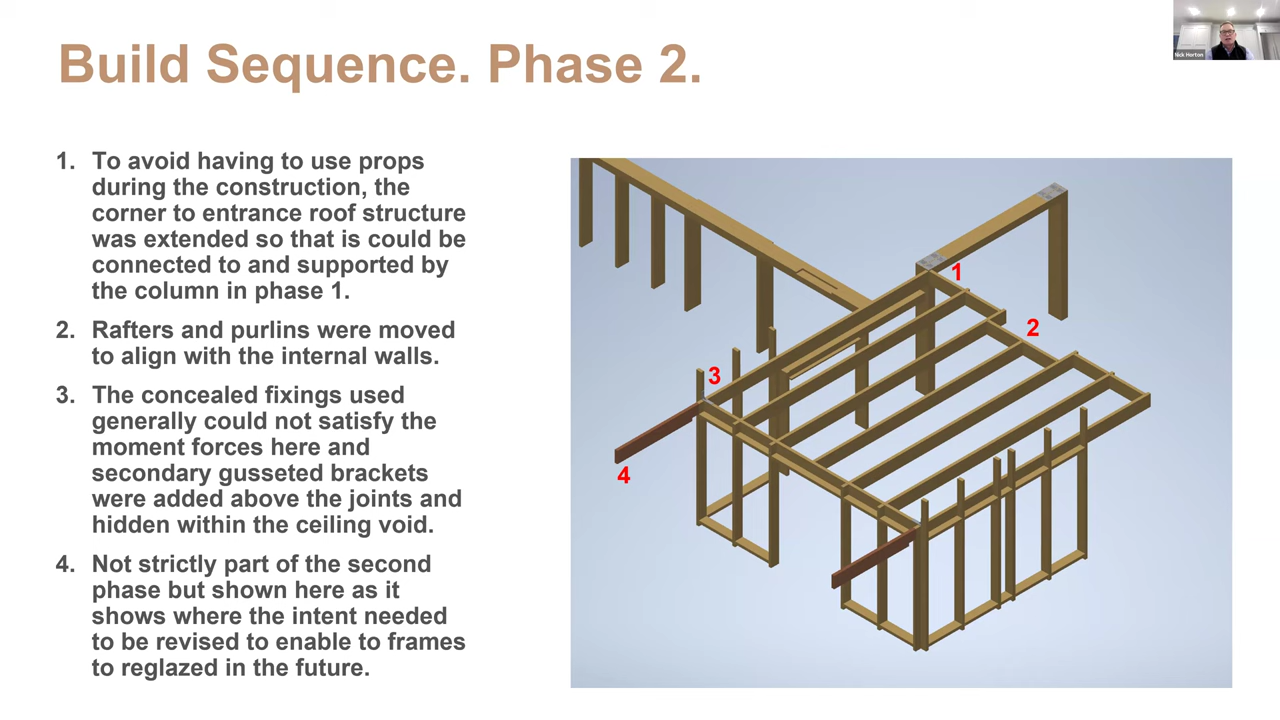 Build Sequence. Phase 2.
Nick Horton
1. To avoid having to use props
during the construction, the
corner to entrance roof structure
was extended so that is could be
connected to and supported by
the column in phase 1.
2. Rafters and purlins were moved
to align with the internal walls.
3. The concealed fixings used
generally could not satisfy the
moment forces here and
secondary gusseted brackets
were added above the joints and
hidden within the ceiling void.
4. Not strictly part of the second
phase but shown here as it
shows where the intent needed
to be revised to enable to frames
to reglazed in the future.
1
2
3
4